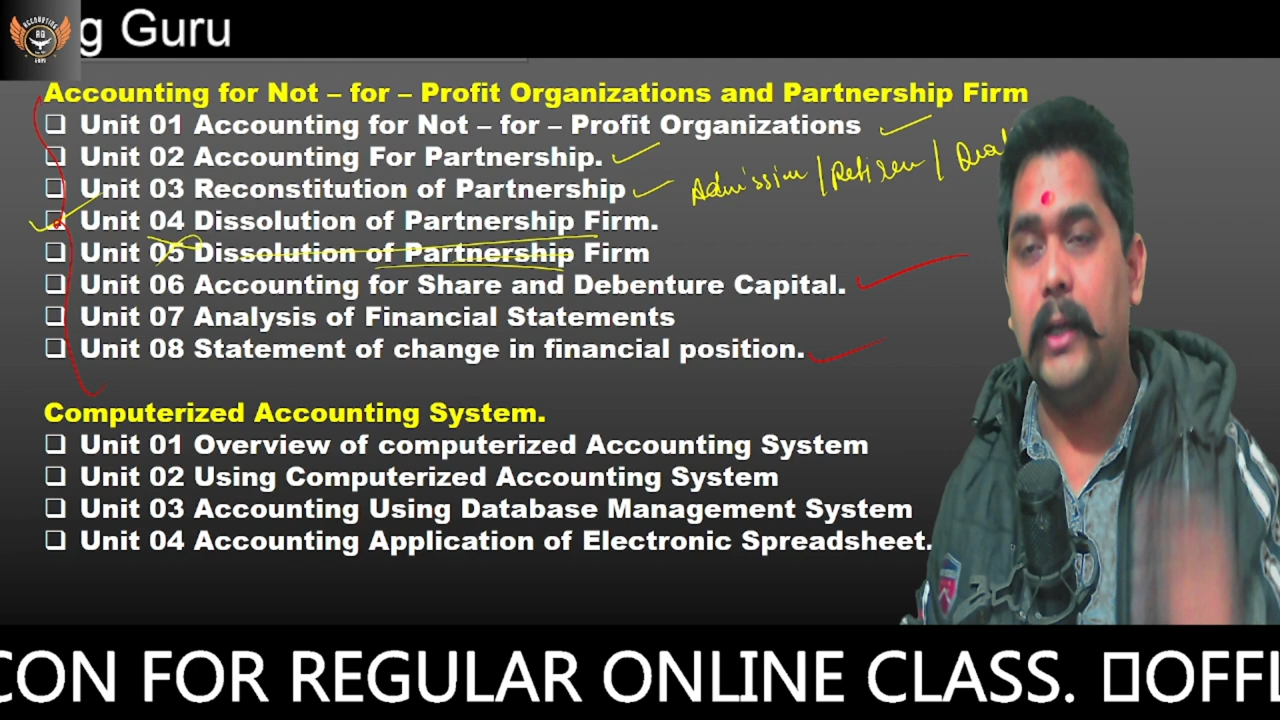 g Guru
ACCOUNTING
AG
GURU
Accounting for Not – for – Profit Organizations and Partnership Firm
❑ Unit 01 Accounting for Not – for – Profit Organizations
❑ Unit 02 Accounting For Partnership.
❑ Unit 03 Reconstitution of Partnership Admission / Retiren /
❑ Unit 04 Dissolution of Partnership Firm.
❑ Unit 05 Dissolution of Partnership Firm
❑ Unit 06 Accounting for Share and Debenture Capital.
❑ Unit 07 Analysis of Financial Statements
❑ Unit 08 Statement of change in financial position.
Computerized Accounting System.
❑ Unit 01 Overview of computerized Accounting System
❑ Unit 02 Using Computerized Accounting System
❑ Unit 03 Accounting Using Database Management System
❑ Unit 04 Accounting Application of Electronic Spreadsheet.
CON FOR REGULAR ONLINE CLASS. OFFL